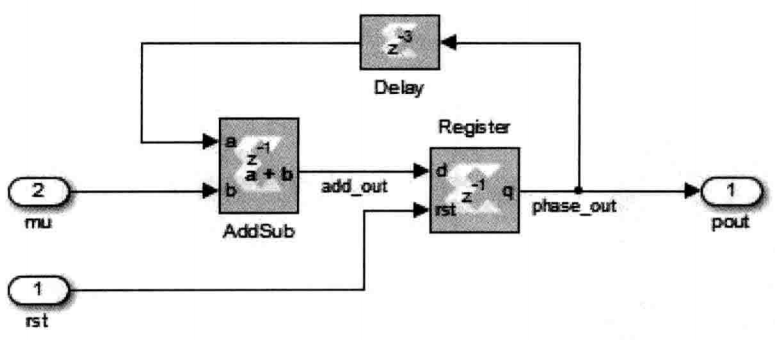 z-3
Delay
Register
a
z-1
a + b
b
add_out
d
z-1
q
rst
phase_out
2
mu
AddSub
1
pout
1
rst